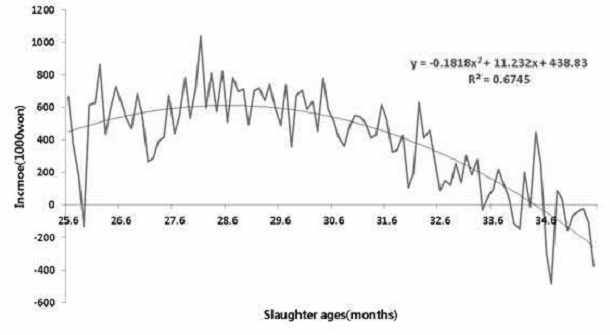 1200
1000
800
600
400
200
0
-200
-400
-600
Incmoe(1000won)
y = -0.1818x² + 11.232x + 438.83
R² = 0.6745
25.6 26.6 27.6 28.6 29.6 30.6 31.6 32.6 33.6 34.6
Slaughter ages(months)